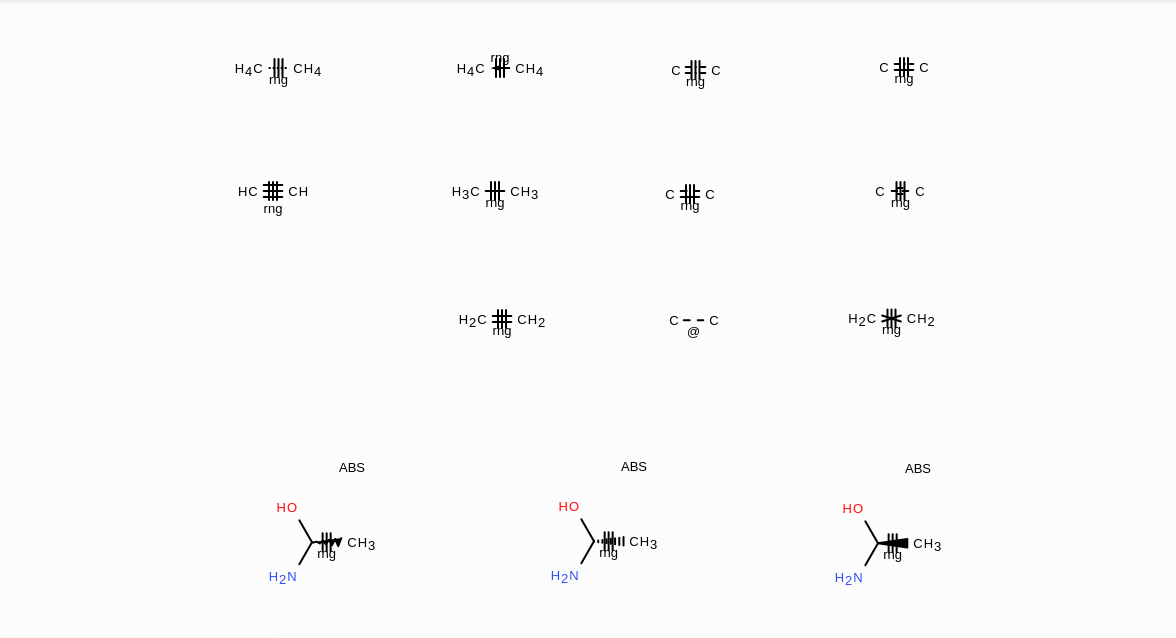 H4C CH4 rng
rng H4C CH4
C C rng
C C rng
HC CH rng
H3C CH3 rng
C C rng
C C rng
H2C CH2 rng
C C @
H2C CH2 rng
ABS
HO
CH3
rng
H2N
ABS
HO
CH3
rng
H2N
ABS
HO
CH3
rng
H2N